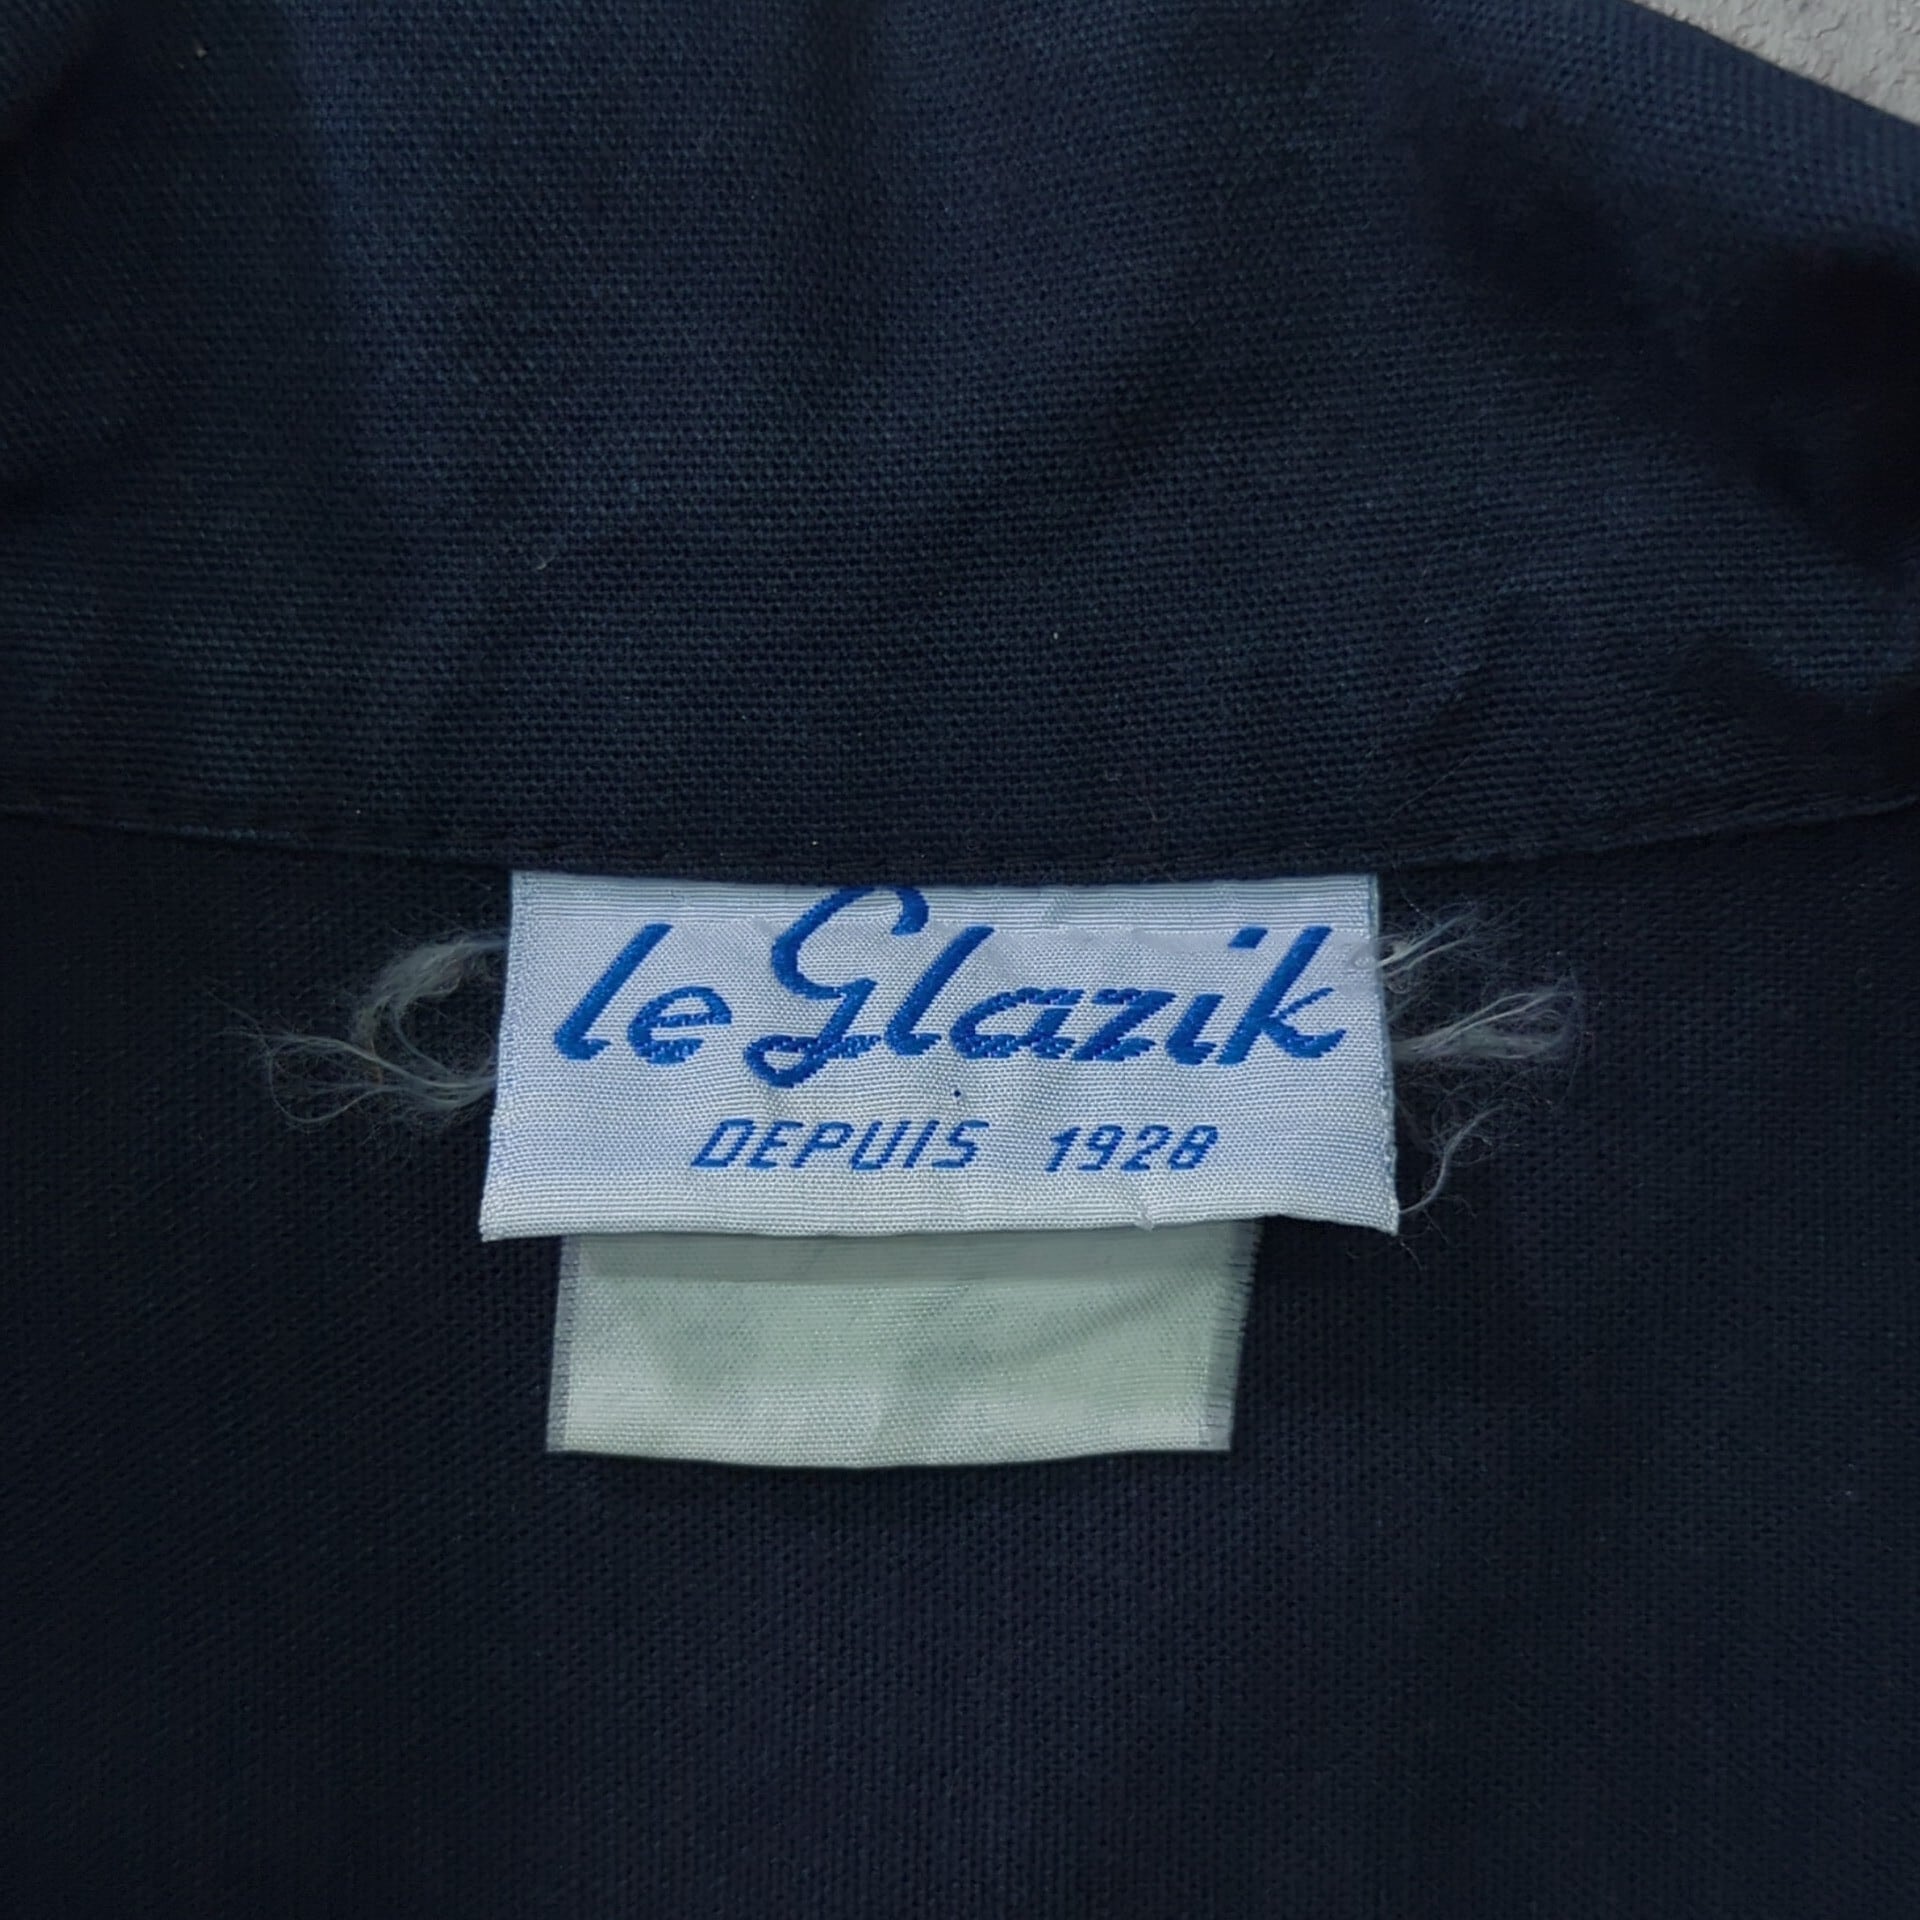 le Glazik
DEPUIS 1928